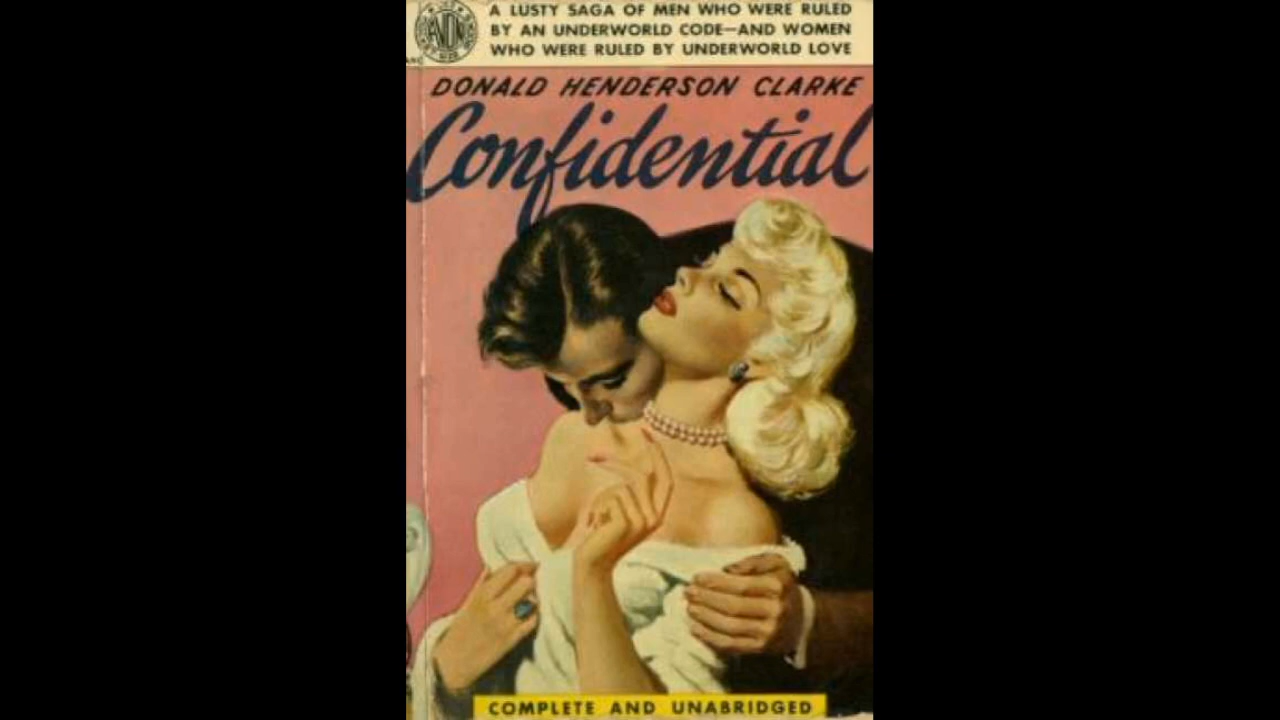 A LUSTY SAGA OF MEN WHO WERE RULED
BY AN UNDERWORLD CODE—AND WOMEN
WHO WERE RULED BY UNDERWORLD LOVE
AVON
DONALD HENDERSON CLARKE
Confidential
COMPLETE AND UNABRIDGED